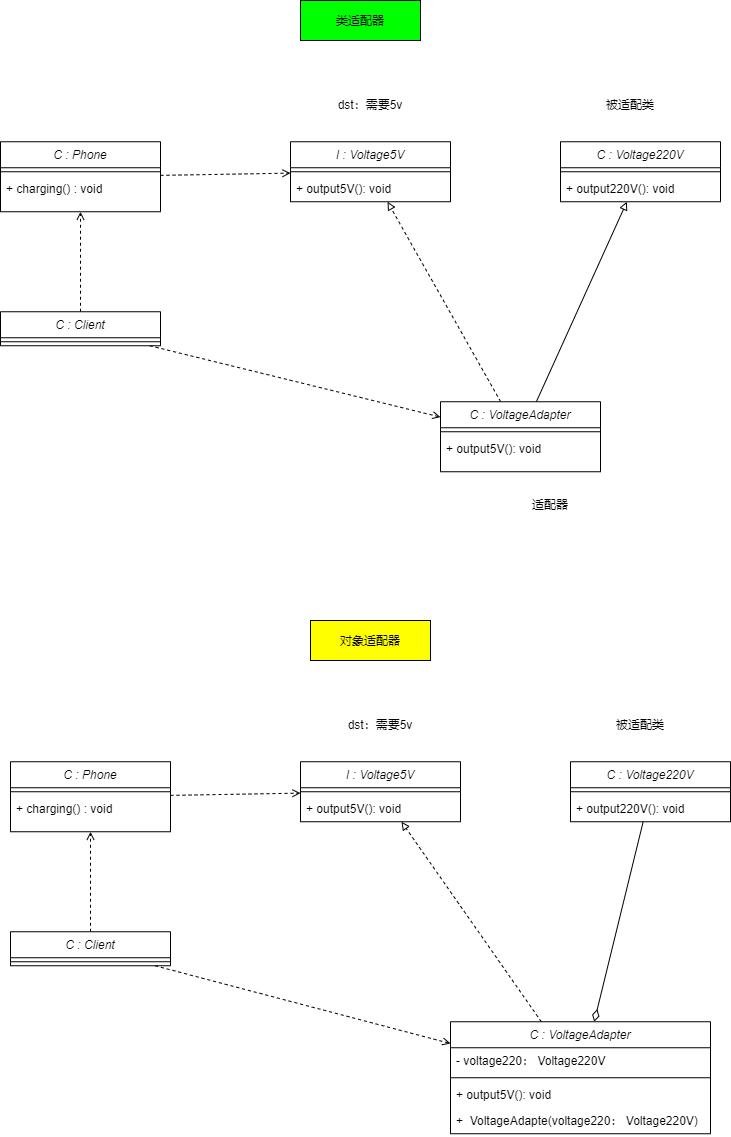 类适配器
dst：需要5v
被适配类
C : Phone
+ charging() : void
I : Voltage5V
+ output5V(): void
C : Voltage220V
+ output220V(): void
C : Client
C : VoltageAdapter
+ output5V(): void
适配器
对象适配器
dst：需要5v
被适配类
C : Phone
+ charging() : void
I : Voltage5V
+ output5V(): void
C : Voltage220V
+ output220V(): void
C : Client
C : VoltageAdapter
- voltage220： Voltage220V
+ output5V(): void
+ VoltageAdapte(voltage220： Voltage220V)